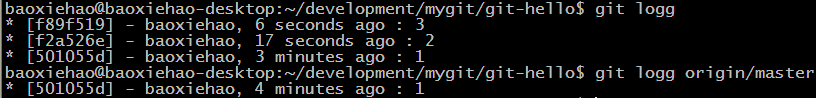 baoxiehao@baoxiehao-desktop:~/development/mygit/git-hello$ git logg
* [f89f519] - baoxiehao, 6 seconds ago : 3
* [f2a526e] - baoxiehao, 17 seconds ago : 2
* [501055d] - baoxiehao, 3 minutes ago : 1
baoxiehao@baoxiehao-desktop:~/development/mygit/git-hello$ git logg origin/master
* [501055d] - baoxiehao, 4 minutes ago : 1